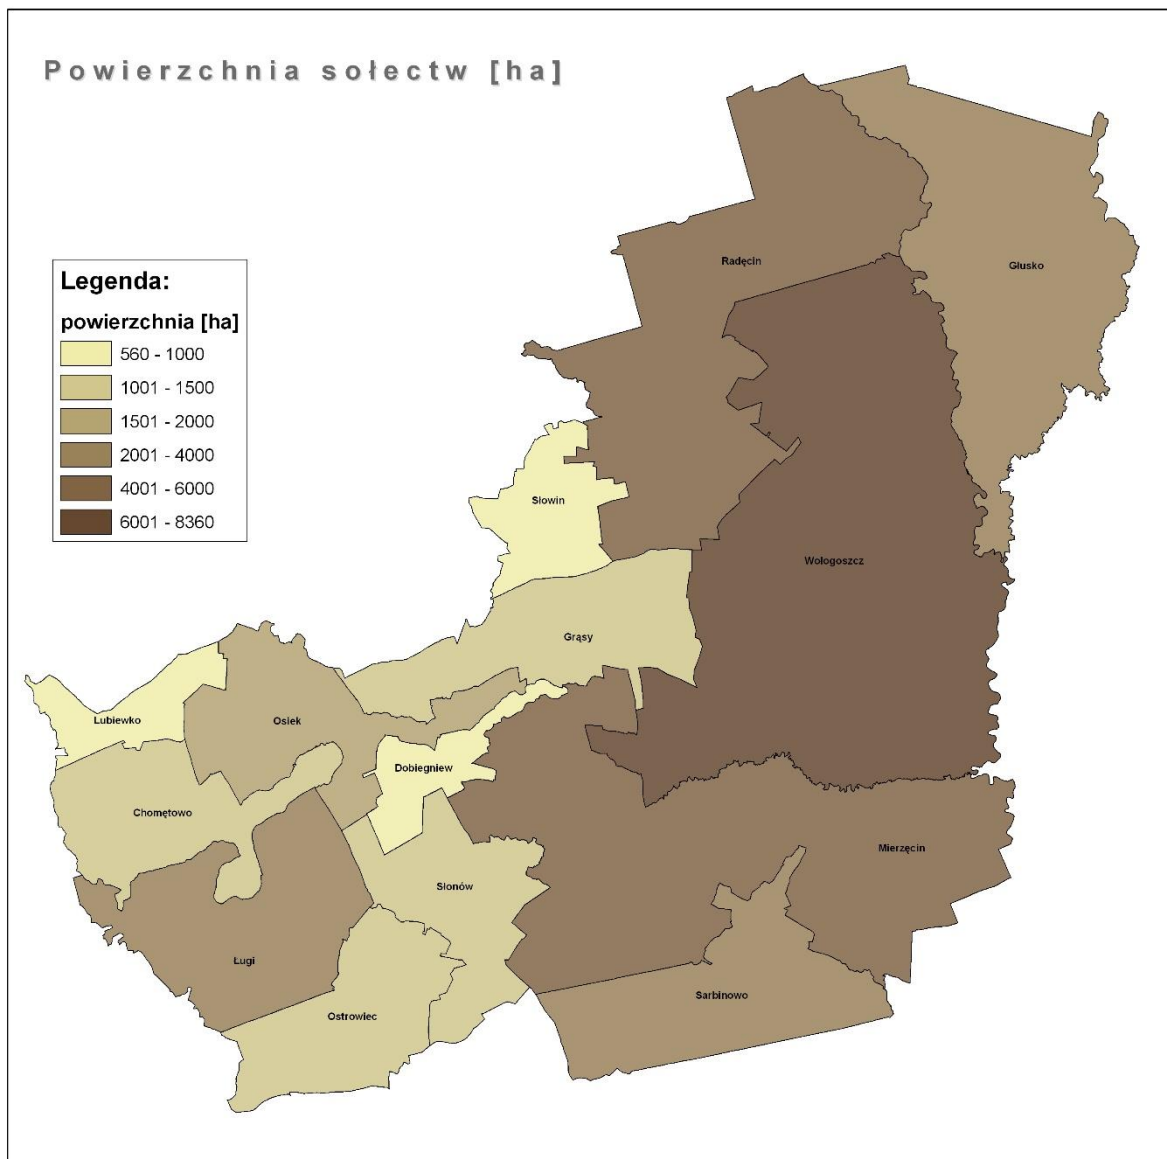 Powierzchnia sołectw [ha]
Legenda:
powierzchnia [ha]
560 - 1000
1001 - 1500
1501 - 2000
2001 - 4000
4001 - 6000
6001 - 8360
Radęcin
Głusko
Słowin
Wołogoszcz
Grąsy
Lubiewko
Osiek
Dobiegniew
Chomętowo
Mierzęcin
Słonów
Ługi
Sarbinowo
Ostrowiec